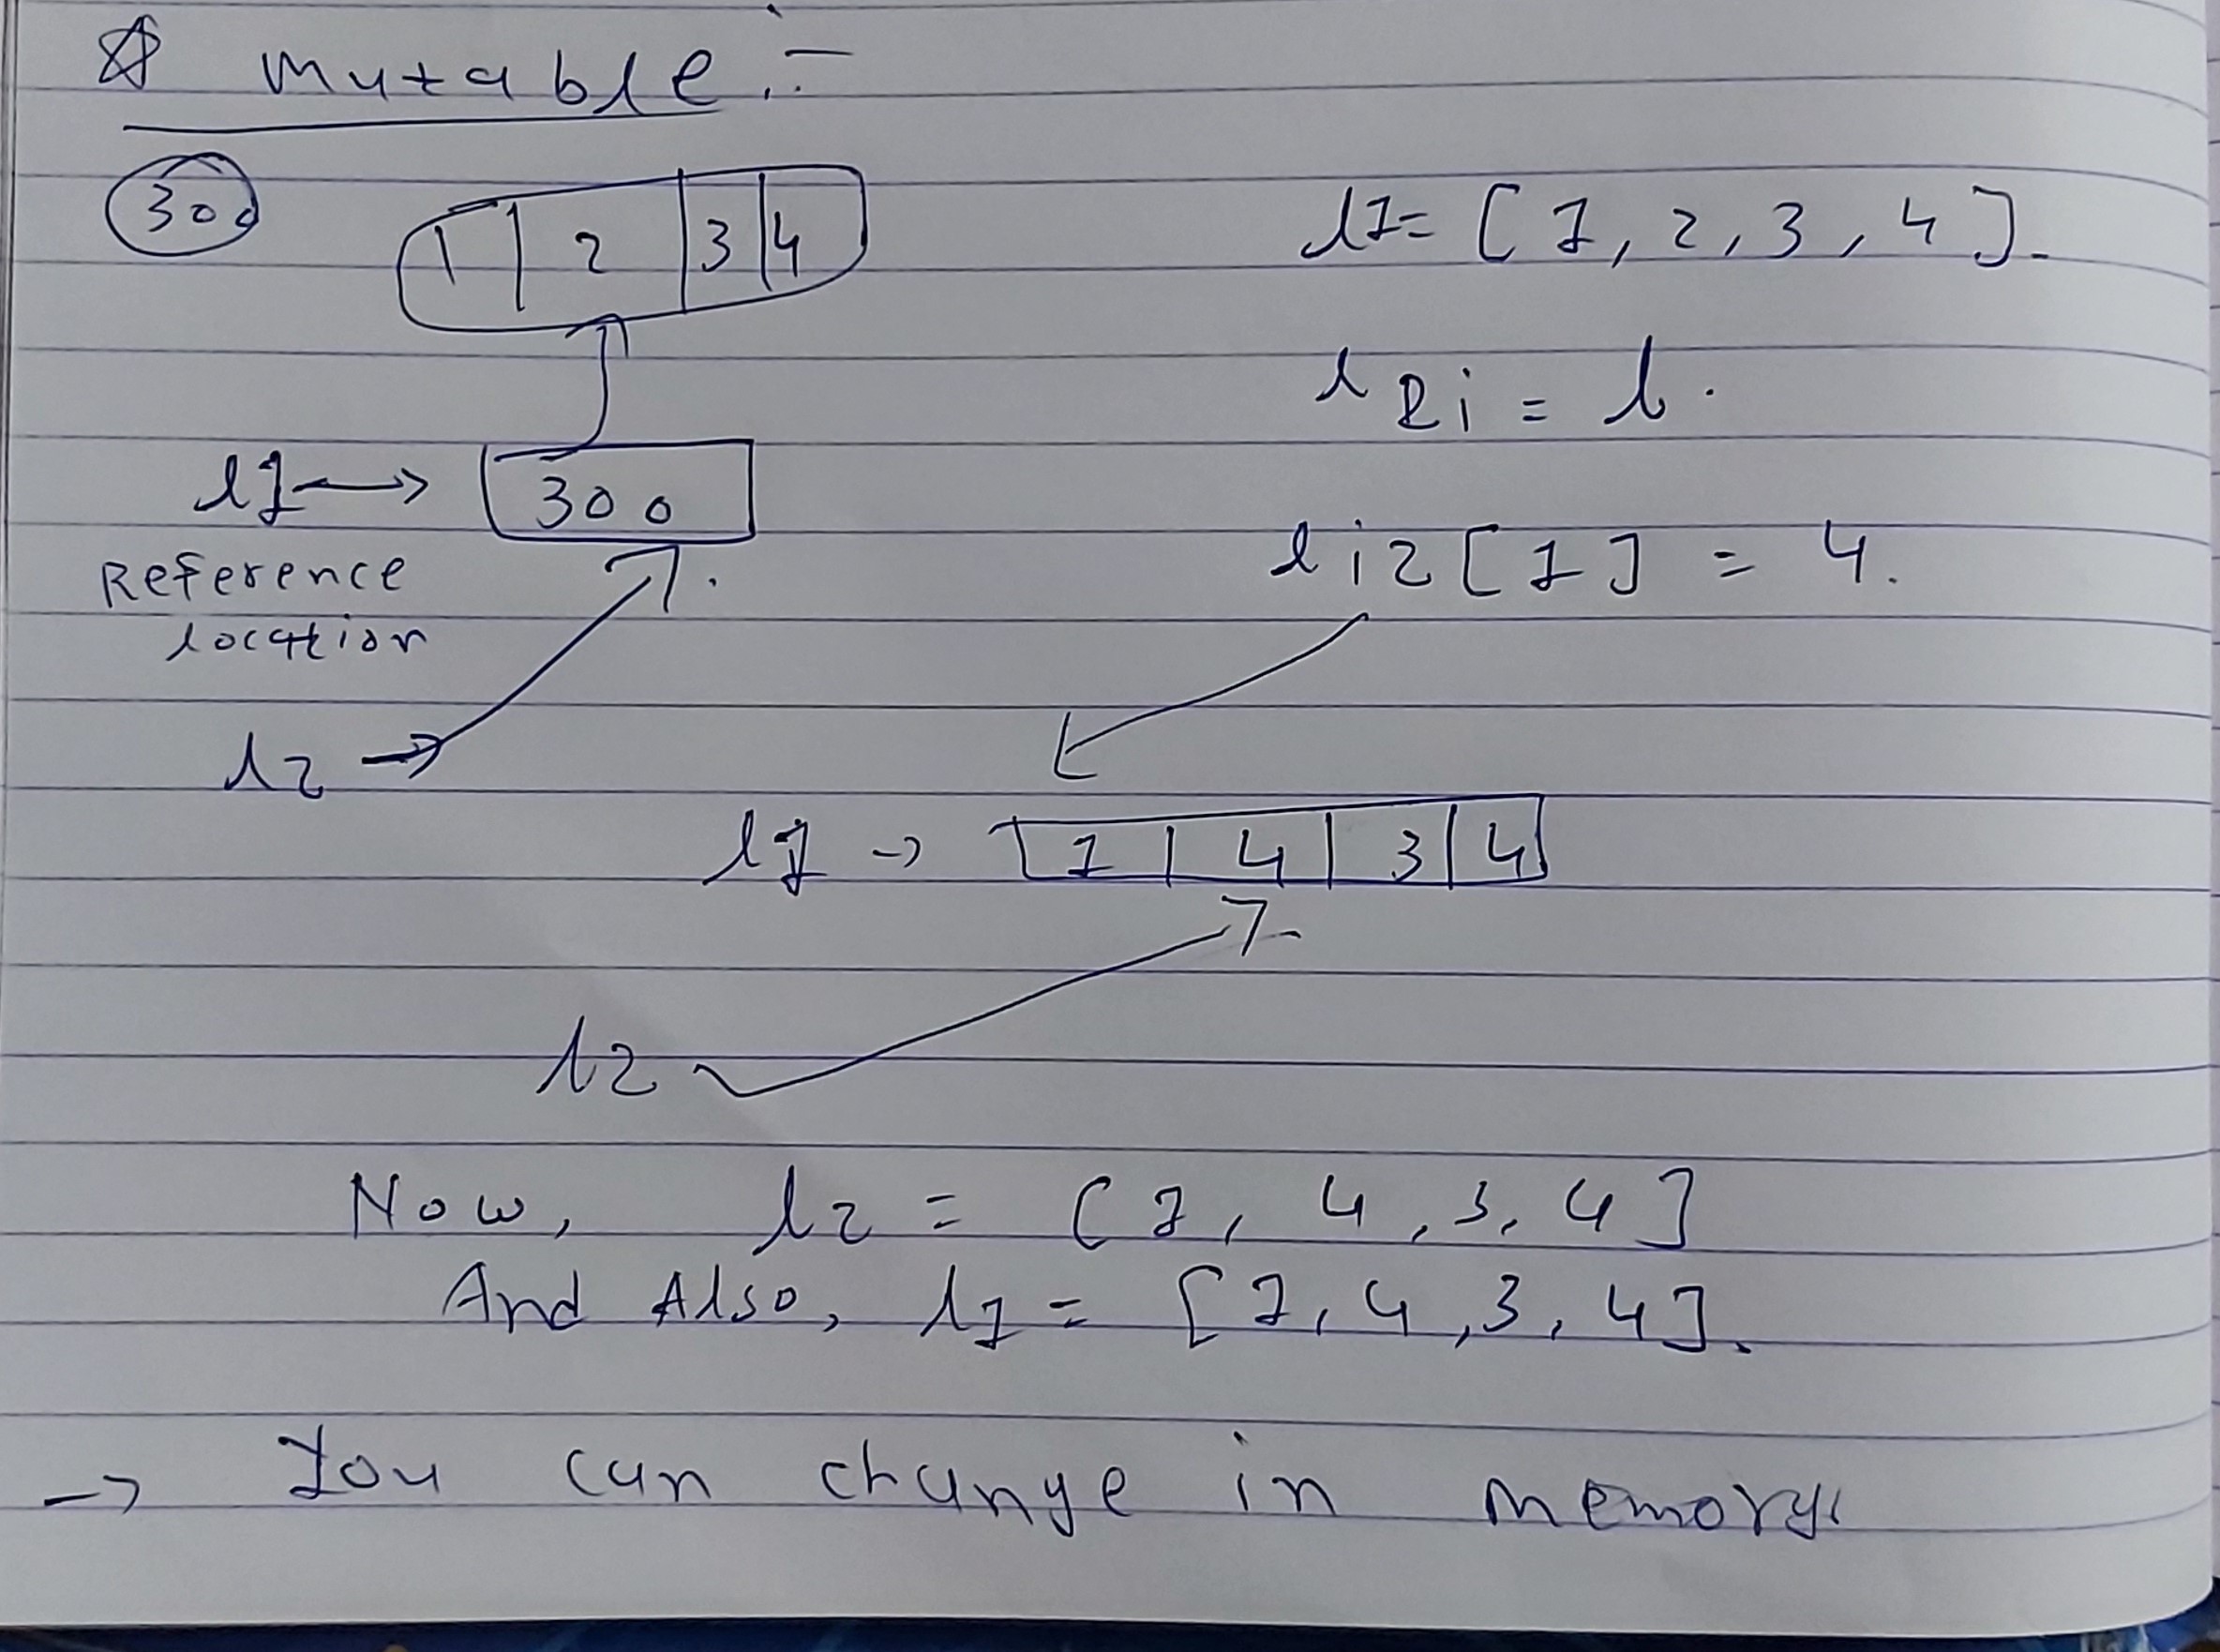 ☆ Mutable :-
300
1 | 2 | 3 | 4
l1 = [1, 2, 3, 4].
l2i = l.
l1 → 300
li2[1] = 4.
Reference
location
l2 →
l1 → 1 | 4 | 3 | 4
l2
Now, l2 = [1, 4, 3, 4]
And Also, l1 = [1, 4, 3, 4].
→ You can change in memory.